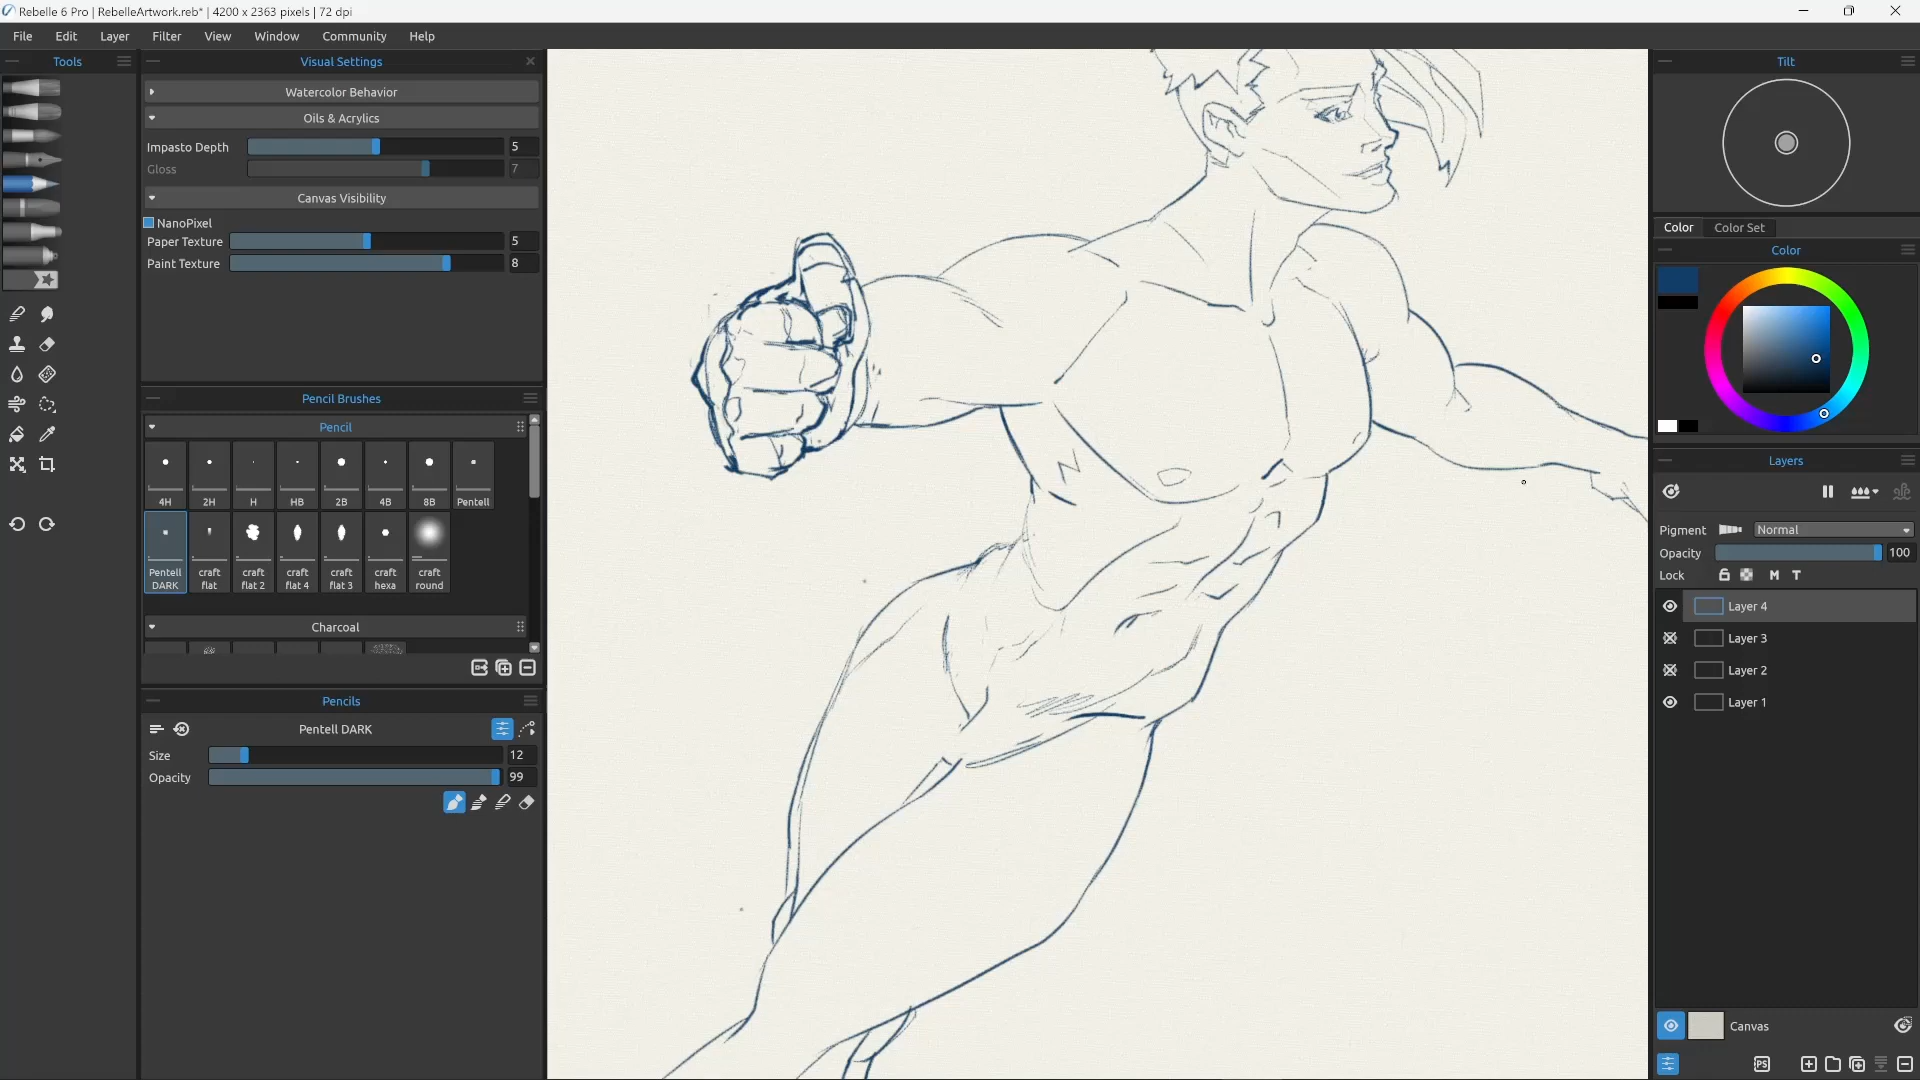 Rebelle 6 Pro | RebelleArtwork.reb* | 4200 x 2363 pixels | 72 dpi
File Edit Layer Filter View Window Community Help
Tools
Visual Settings
Watercolor Behavior
Oils & Acrylics
Impasto Depth 5
Gloss 7
Canvas Visibility
NanoPixel
Paper Texture 5
Paint Texture 8
Pencil Brushes
Pencil
4H 2H H HB 2B 4B 8B Pentell
Pentell DARK
craft flat
craft flat 2
craft flat 4
craft flat 3
craft hexa
craft round
Charcoal
Pencils
Pentell DARK
Size 12
Opacity 99
Tilt
Color Color Set
Color
Layers
Pigment Normal
Opacity 100
Lock M T
Layer 4
Layer 3
Layer 2
Layer 1
Canvas
PS